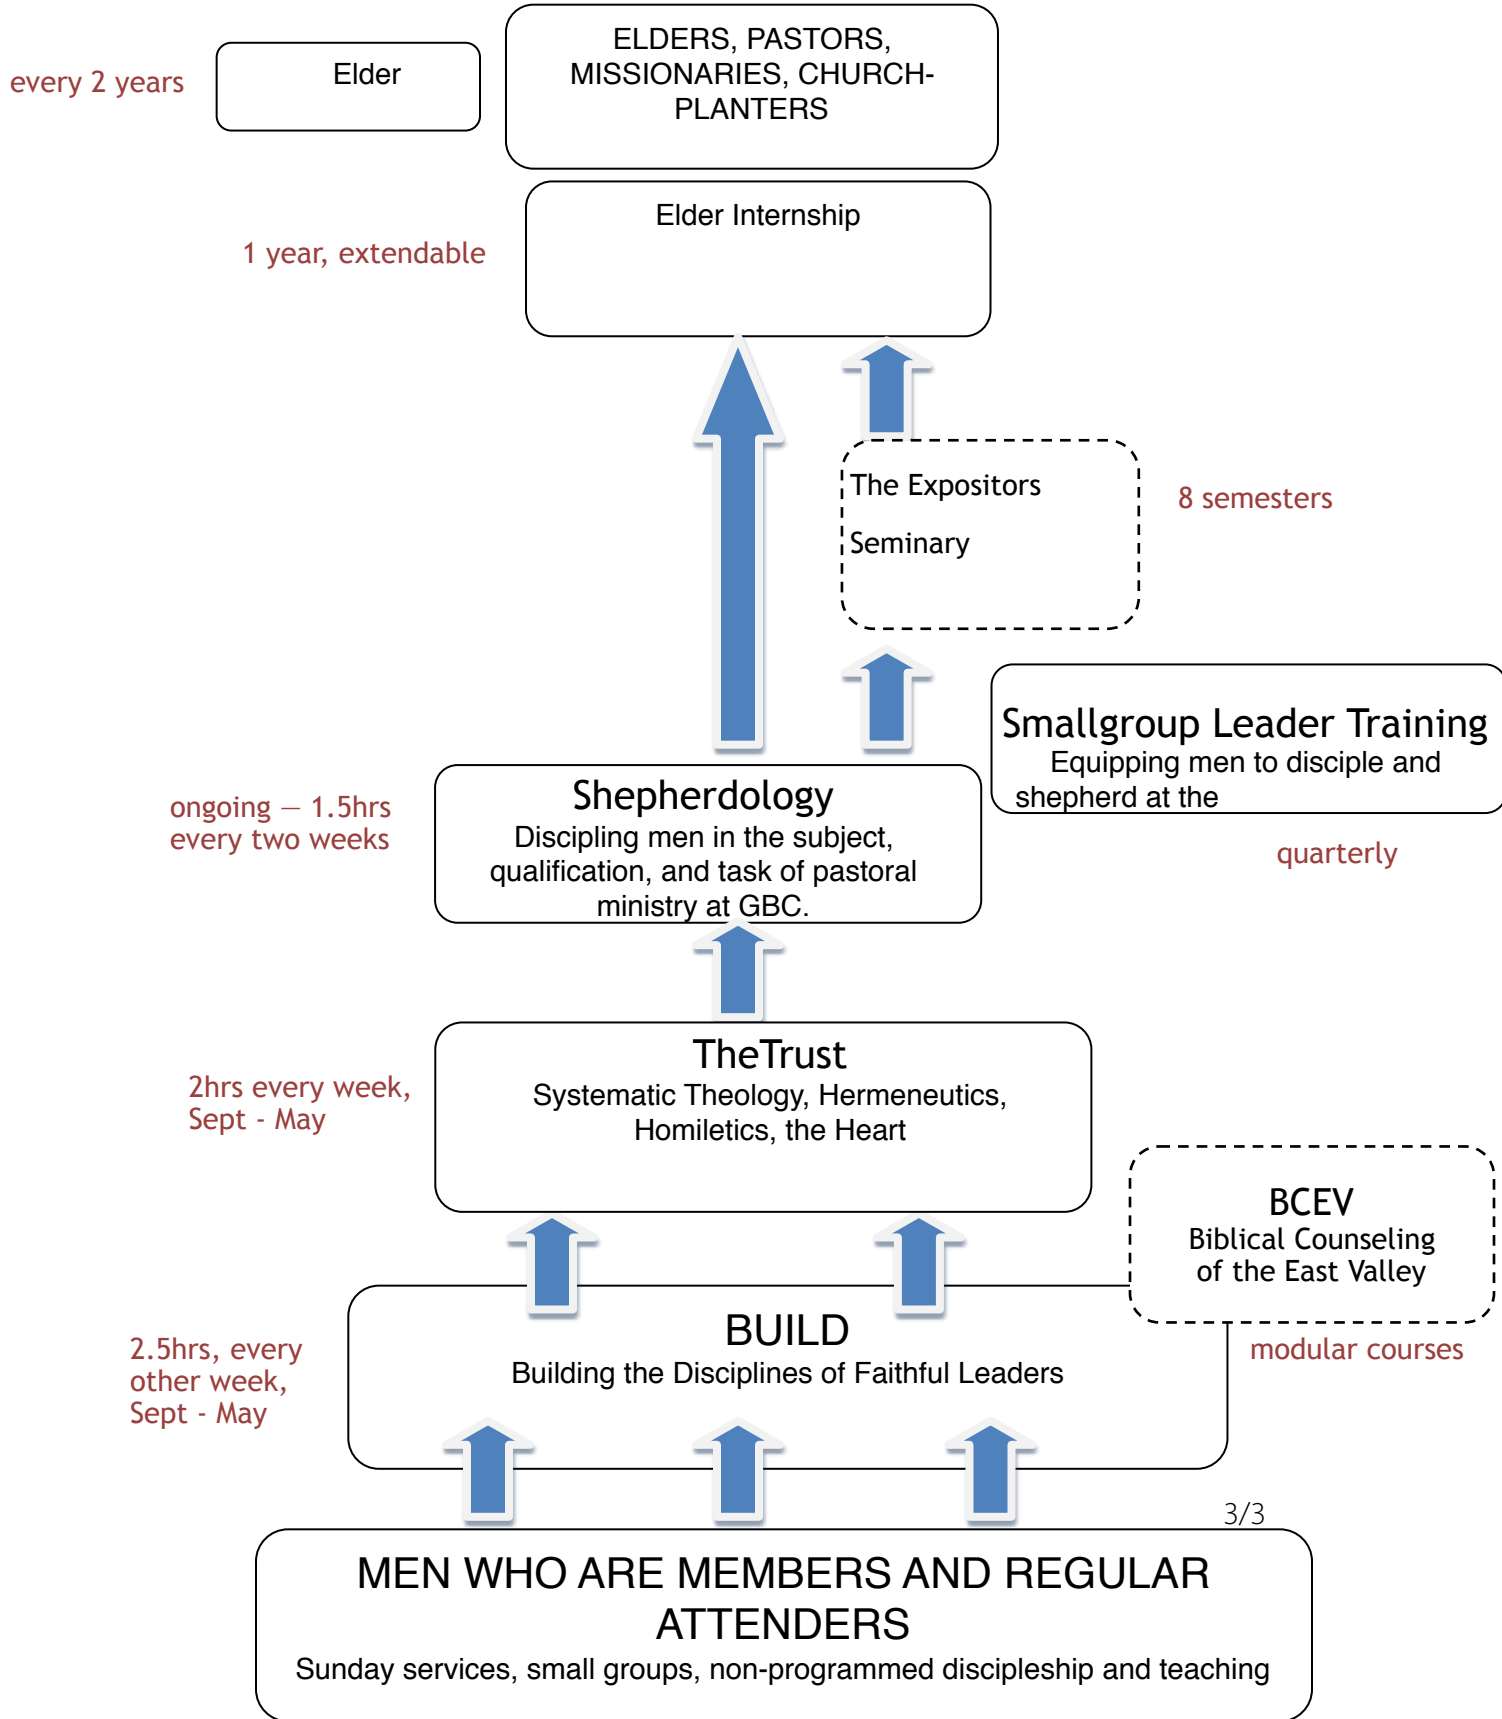 ELDERS, PASTORS,
MISSIONARIES, CHURCH-
PLANTERS
every 2 years
Elder
Elder Internship
1 year, extendable
The Expositors
Seminary
8 semesters
Smallgroup Leader Training
Equipping men to disciple and
shepherd at the
quarterly
Shepherdology
Discipling men in the subject,
qualification, and task of pastoral
ministry at GBC.
ongoing – 1.5hrs
every two weeks
TheTrust
Systematic Theology, Hermeneutics,
Homiletics, the Heart
2hrs every week,
Sept - May
BCEV
Biblical Counseling
of the East Valley
modular courses
BUILD
Building the Disciplines of Faithful Leaders
2.5hrs, every
other week,
Sept - May
3/3
MEN WHO ARE MEMBERS AND REGULAR
ATTENDERS
Sunday services, small groups, non-programmed discipleship and teaching